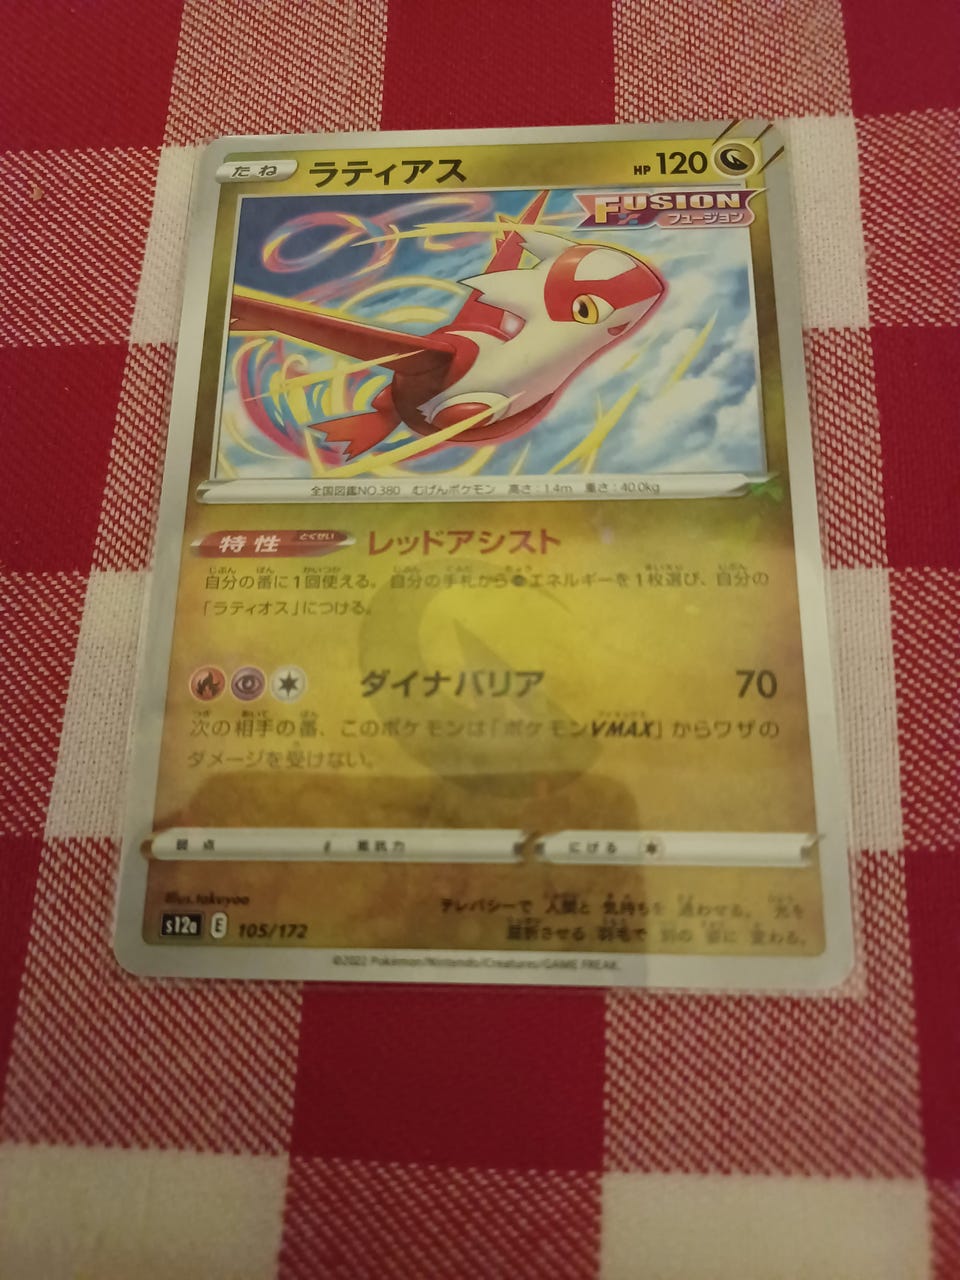 たね ラティアス HP 120
FUSION
フュージョン
全国図鑑NO.380 むげんポケモン 高さ：1.4m 重さ：40.0kg
特性 とくせい レッドアシスト
自分の番に1回使える。自分の手札からエネルギーを1枚選び、自分の
「ラティオス」につける。
ダイナバリア 70
次の相手の番、このポケモンは「ポケモンVMAX」からワザの
ダメージを受けない。
弱点 抵抗力 にげる
Illus.takuyoa
テレパシーで 人間と 気持ちを 通わせる。 光を
s12a E 105/172
屈折させる 羽毛で 別の 姿に 変わる。
©2022 Pokémon/Nintendo/Creatures/GAME FREAK.